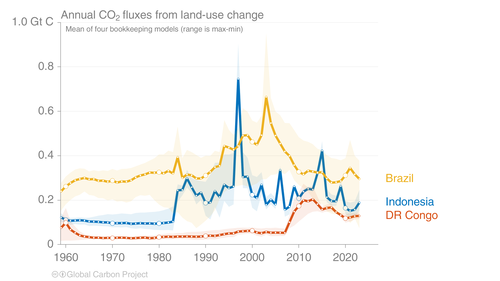 Annual CO₂ fluxes from land-use change
1.0 Gt C
Mean of four bookkeeping models (range is max-min)
0.8
0.6
0.4
Brazil
0.2
Indonesia
DR Congo
0
1960 1970 1980 1990 2000 2010 2020
Global Carbon Project